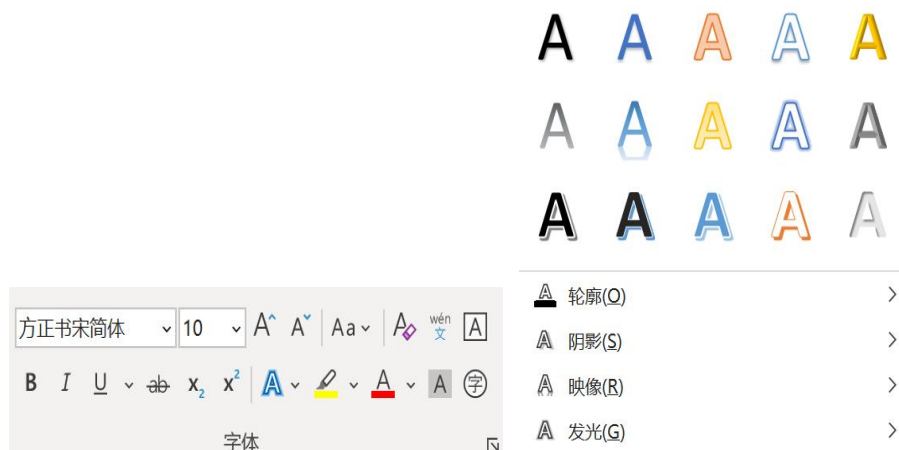 A A A A A
A A A A A
A A A A A
方正书宋简体 10 A A Aa A wén 文 A
B I U ab x₂ x² A A A 字
字体
轮廓(O)
阴影(S)
映像(R)
发光(G)